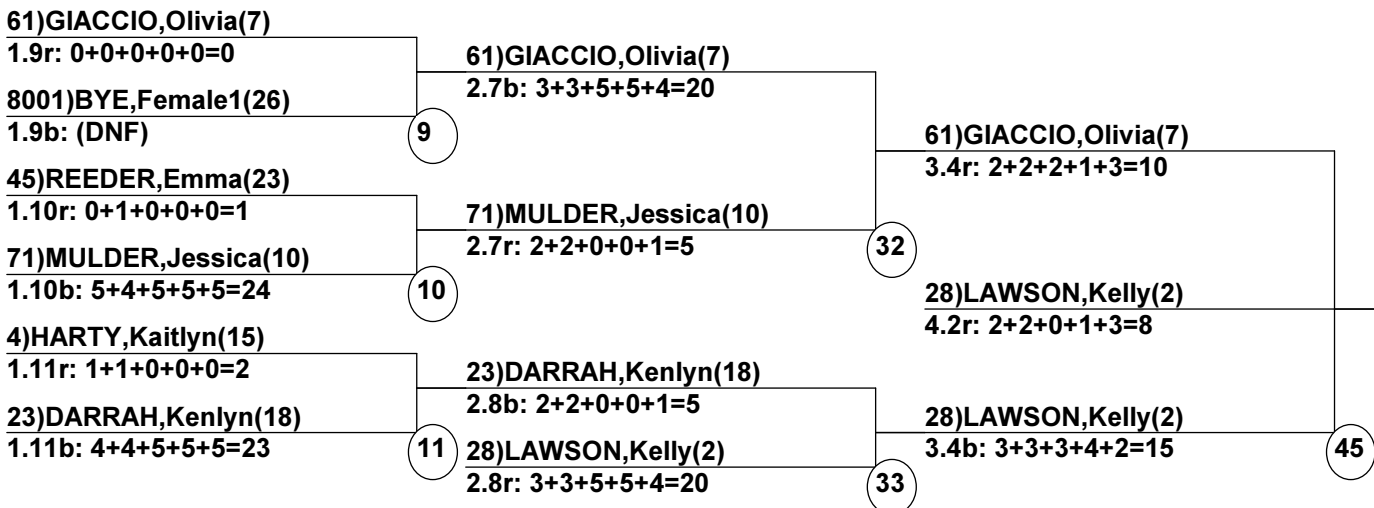 61)GIACCIO,Olivia(7)
1.9r: 0+0+0+0+0=0
8001)BYE,Female1(26)
1.9b: (DNF)
9
45)REEDER,Emma(23)
1.10r: 0+1+0+0+0=1
71)MULDER,Jessica(10)
1.10b: 5+4+5+5+5=24
10
4)HARTY,Kaitlyn(15)
1.11r: 1+1+0+0+0=2
23)DARRAH,Kenlyn(18)
1.11b: 4+4+5+5+5=23
11
61)GIACCIO,Olivia(7)
2.7b: 3+3+5+5+4=20
71)MULDER,Jessica(10)
2.7r: 2+2+0+0+1=5
32
23)DARRAH,Kenlyn(18)
2.8b: 2+2+0+0+1=5
28)LAWSON,Kelly(2)
2.8r: 3+3+5+5+4=20
33
61)GIACCIO,Olivia(7)
3.4r: 2+2+2+1+3=10
28)LAWSON,Kelly(2)
4.2r: 2+2+0+1+3=8
28)LAWSON,Kelly(2)
3.4b: 3+3+3+4+2=15
45